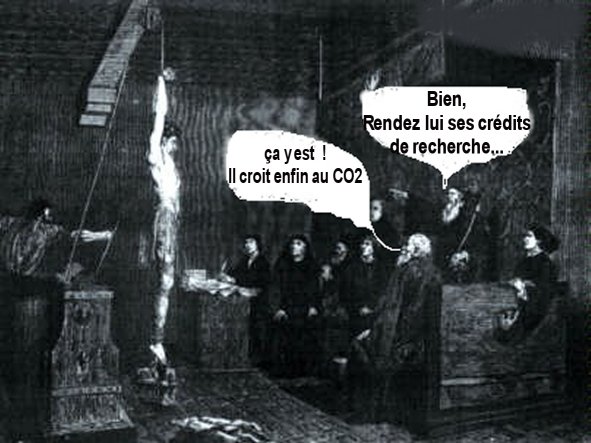 ça y est !
Il croit enfin au CO2
Bien,
Rendez lui ses crédits
de recherche...